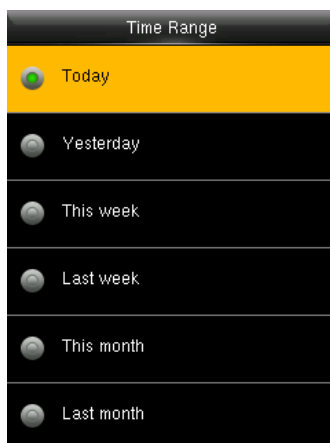 Time Range
Today
Yesterday
This week
Last week
This month
Last month